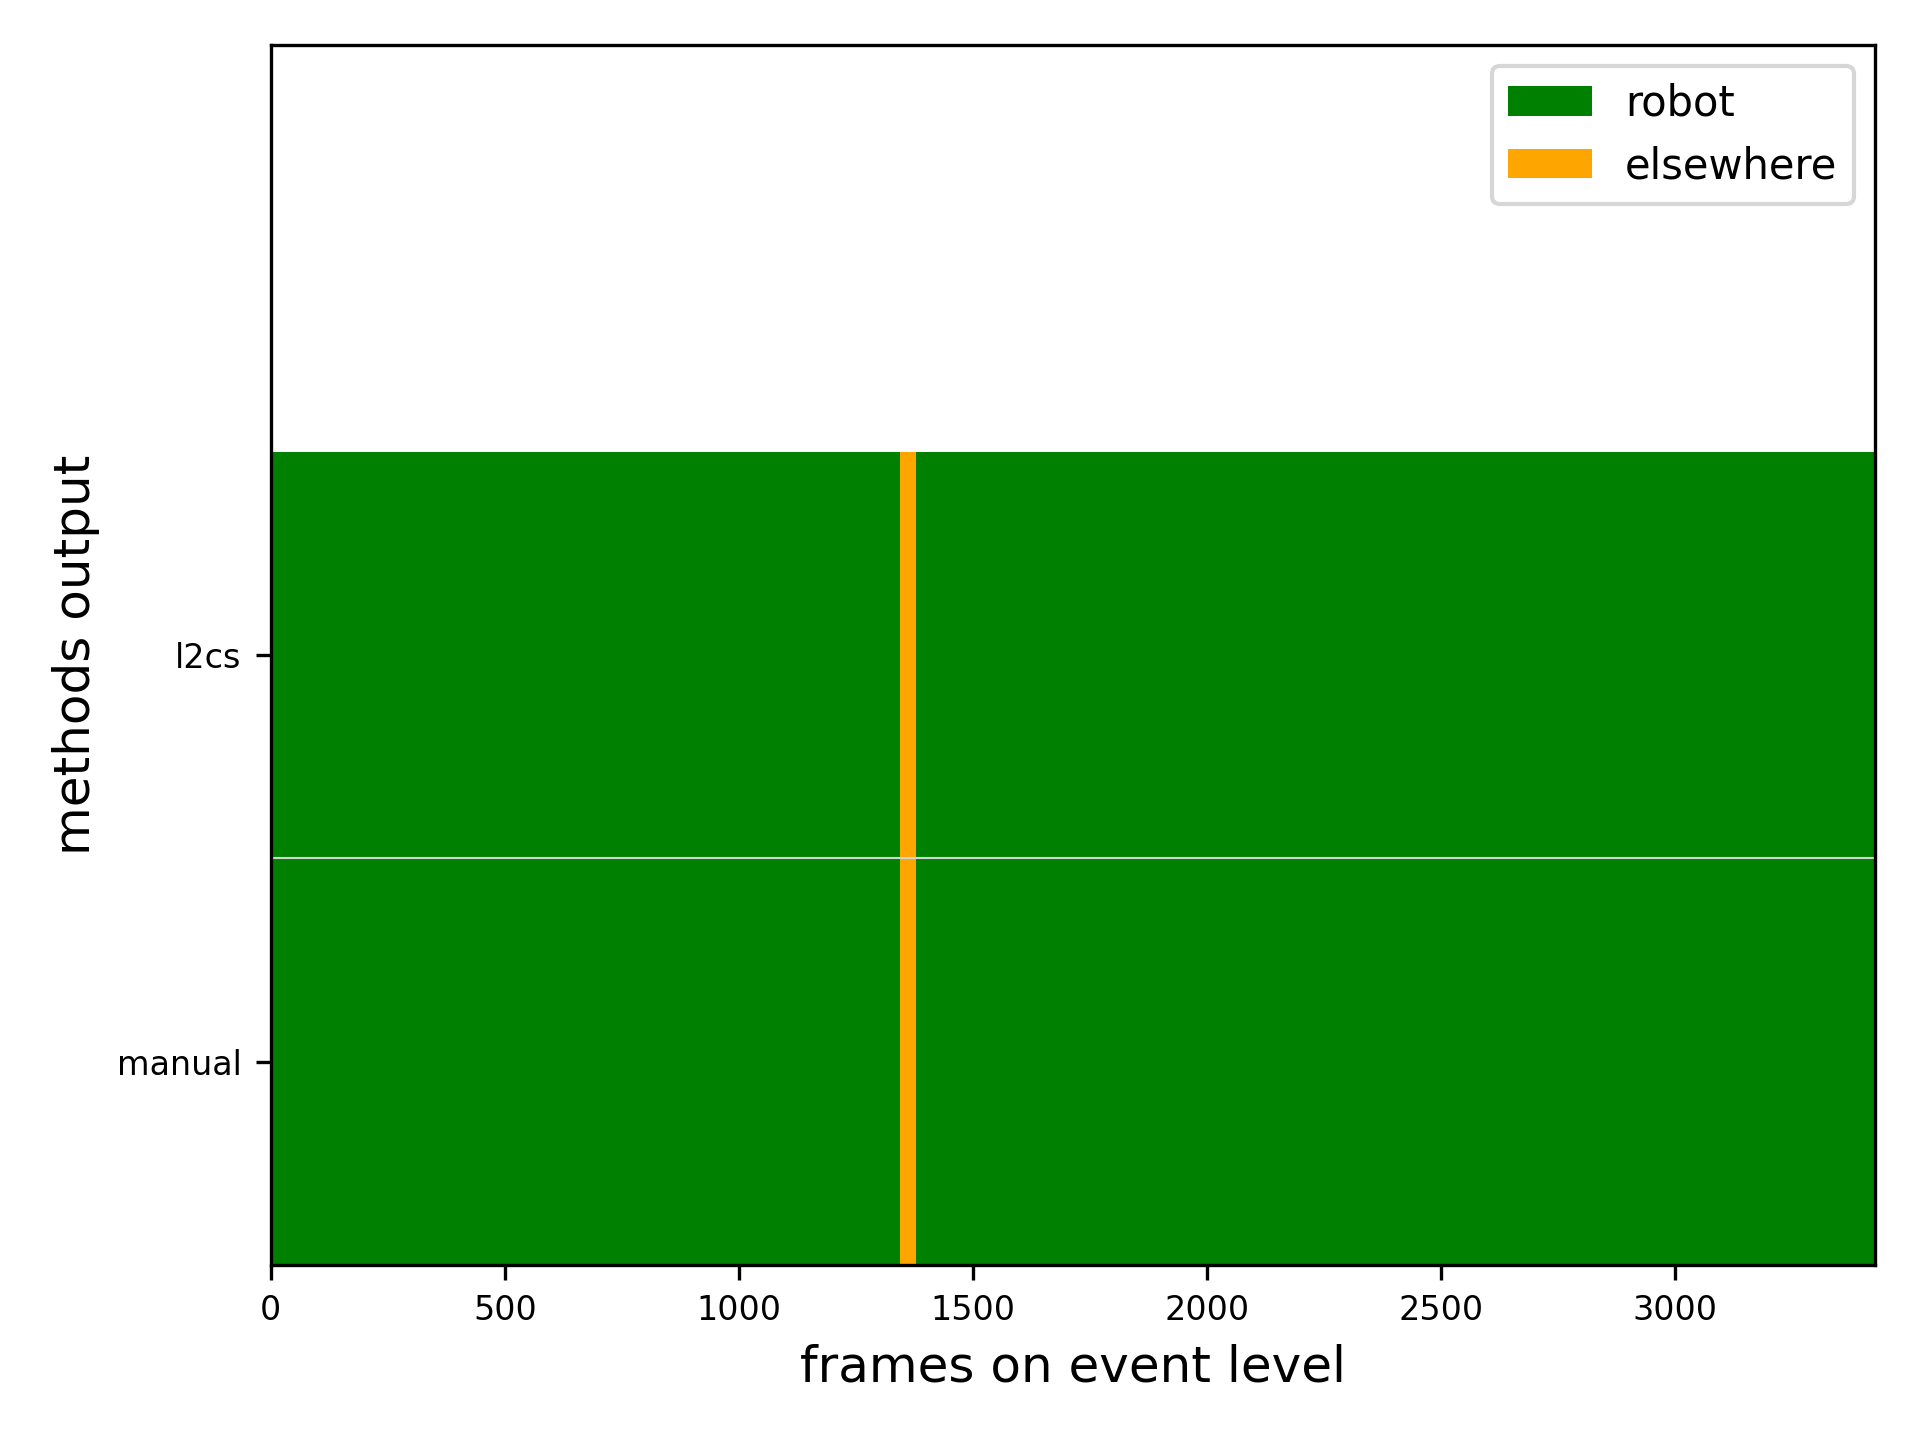 robot
elsewhere
methods output
l2cs
manual
0 500 1000 1500 2000 2500 3000
frames on event level